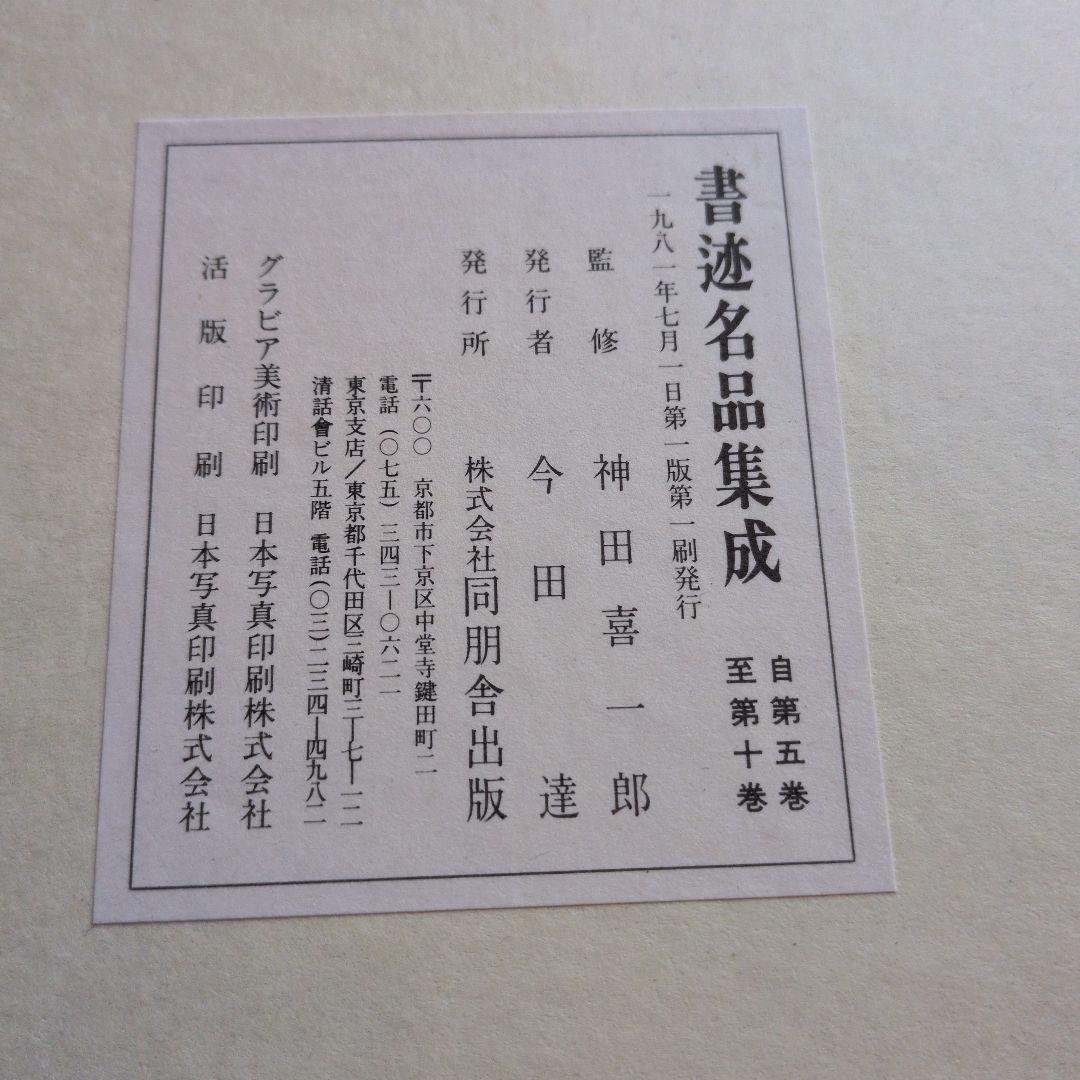 書迹名品集成
自第五巻
至第十巻
一九八一年七月一日第一版第一刷発行
監修 神田喜一郎
発行者 今田達
発行所 株式会社同朋舎出版
〒六〇〇 京都市下京区中堂寺鍵田町二
電話（〇七五）三四三―〇六二一
東京支店／東京都千代田区三崎町三―七―一二
清話會ビル五階 電話（〇三）二三四―四九八二
グラビア美術印刷 日本写真印刷株式会社
活版印刷 日本写真印刷株式会社